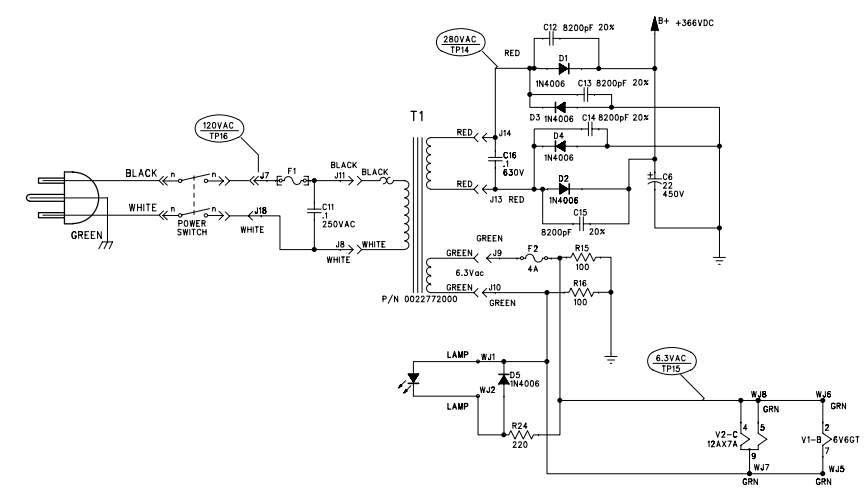 C12 8200pF 20%
B+ +366VDC
280VAC
TP14
RED
D1
1N4006
C13 8200pF 20%
D3 1N4006
C14 8200pF 20%
T1
120VAC
TP16
RED
J14
D4
1N4006
C16
.1
630V
BLACK
n
n
J7
F1
BLACK
J11
BLACK
RED
J13 RED
D2
1N4006
C6
22
450V
WHITE
n
n
POWER
SWITCH
J18
WHITE
C11
.1
250VAC
C15
8200pF 20%
GREEN
J8
WHITE
WHITE
GREEN
GREEN
J9
F2
4A
R15
100
6.3Vac
GREEN
J10
GREEN
R16
100
P/N 0022772000
LAMP
WJ1
D5
1N4006
WJ2
LAMP
6.3VAC
TP15
WJ8
GRN
WJ6
GRN
R24
220
4
5
V2-C
12AX7A
9
2
V1-B
6V6GT
7
WJ7
GRN
WJ5
GRN